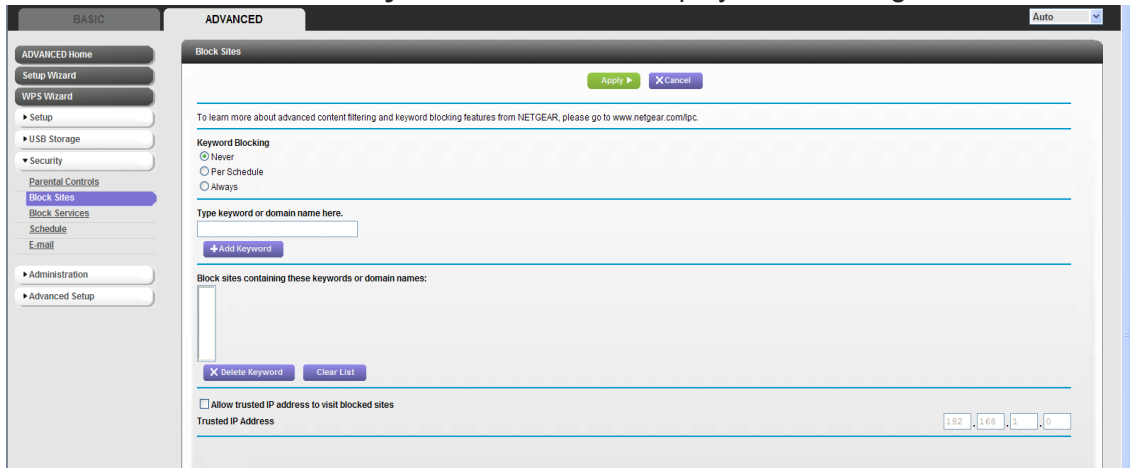 BASIC
ADVANCED
Auto
ADVANCED Home
Setup Wizard
WPS Wizard
Setup
USB Storage
Security
Parental Controls
Block Sites
Block Services
Schedule
E-mail
Administration
Advanced Setup
Block Sites
Apply
Cancel
To learn more about advanced content filtering and keyword blocking features from NETGEAR, please go to www.netgear.com/lpc.
Keyword Blocking
Never
Per Schedule
Always
Type keyword or domain name here.
+Add Keyword
Block sites containing these keywords or domain names:
X Delete Keyword
Clear List
Allow trusted IP address to visit blocked sites
Trusted IP Address
192 . 168 . 1 . 0